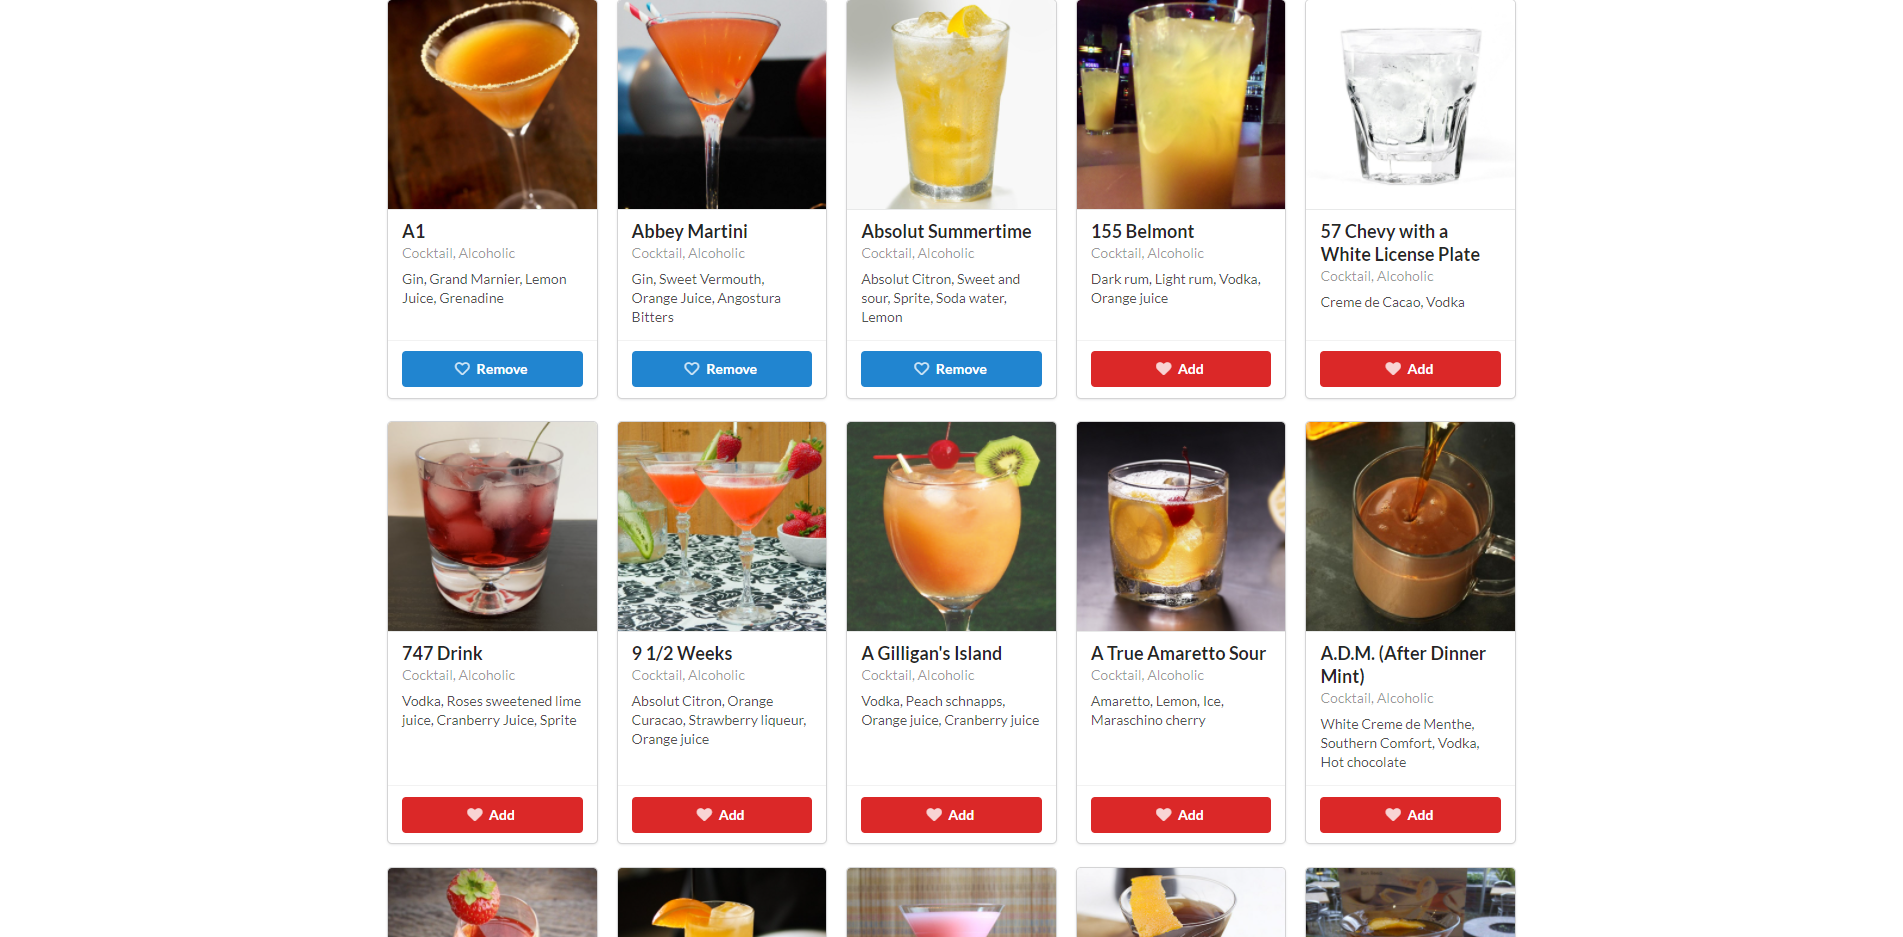 A1
Cocktail, Alcoholic
Gin, Grand Marnier, Lemon
Juice, Grenadine
Remove
Abbey Martini
Cocktail, Alcoholic
Gin, Sweet Vermouth,
Orange Juice, Angostura
Bitters
Remove
Absolut Summertime
Cocktail, Alcoholic
Absolut Citron, Sweet and
sour, Sprite, Soda water,
Lemon
Remove
155 Belmont
Cocktail, Alcoholic
Dark rum, Light rum, Vodka,
Orange juice
Add
57 Chevy with a
White License Plate
Cocktail, Alcoholic
Creme de Cacao, Vodka
Add
747 Drink
Cocktail, Alcoholic
Vodka, Roses sweetened lime
juice, Cranberry Juice, Sprite
Add
9 1/2 Weeks
Cocktail, Alcoholic
Absolut Citron, Orange
Curacao, Strawberry liqueur,
Orange juice
Add
A Gilligan's Island
Cocktail, Alcoholic
Vodka, Peach schnapps,
Orange juice, Cranberry juice
Add
A True Amaretto Sour
Cocktail, Alcoholic
Amaretto, Lemon, Ice,
Maraschino cherry
Add
A.D.M. (After Dinner
Mint)
Cocktail, Alcoholic
White Creme de Menthe,
Southern Comfort, Vodka,
Hot chocolate
Add